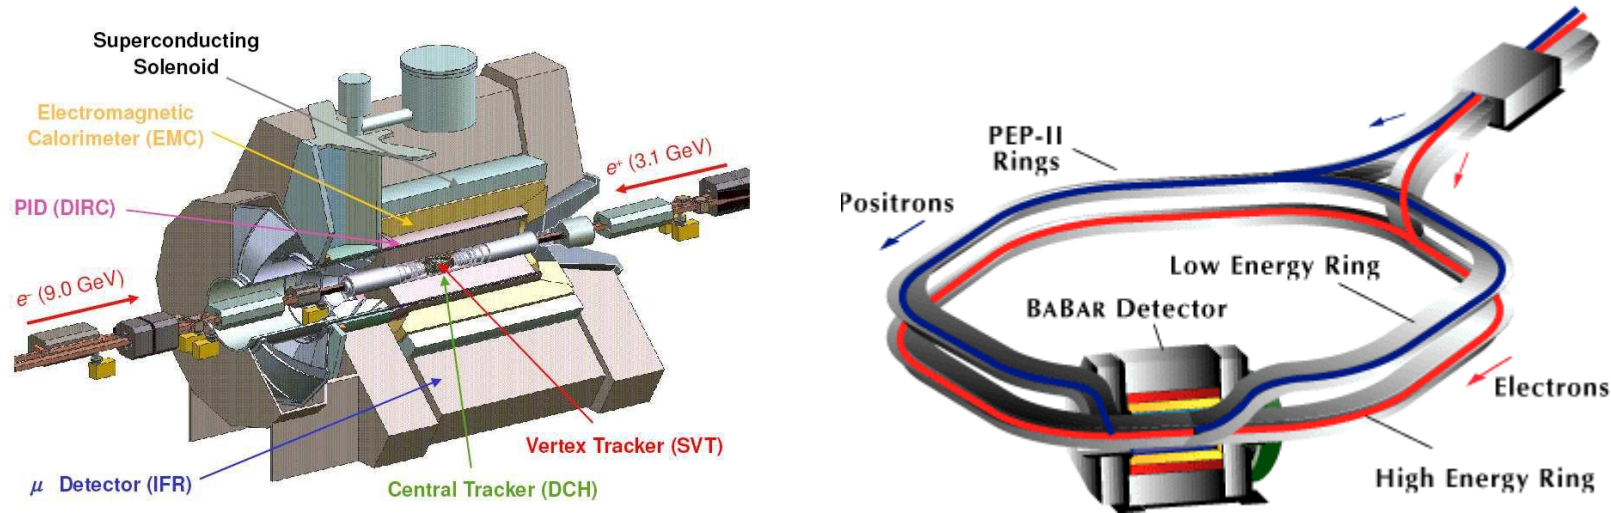 Superconducting
Solenoid
Electromagnetic
Calorimeter (EMC)
e⁺ (3.1 GeV)
PID (DIRC)
e⁻ (9.0 GeV)
Vertex Tracker (SVT)
μ Detector (IFR)
Central Tracker (DCH)
PEP-II
Rings
Positrons
Low Energy Ring
BABAR Detector
Electrons
High Energy Ring